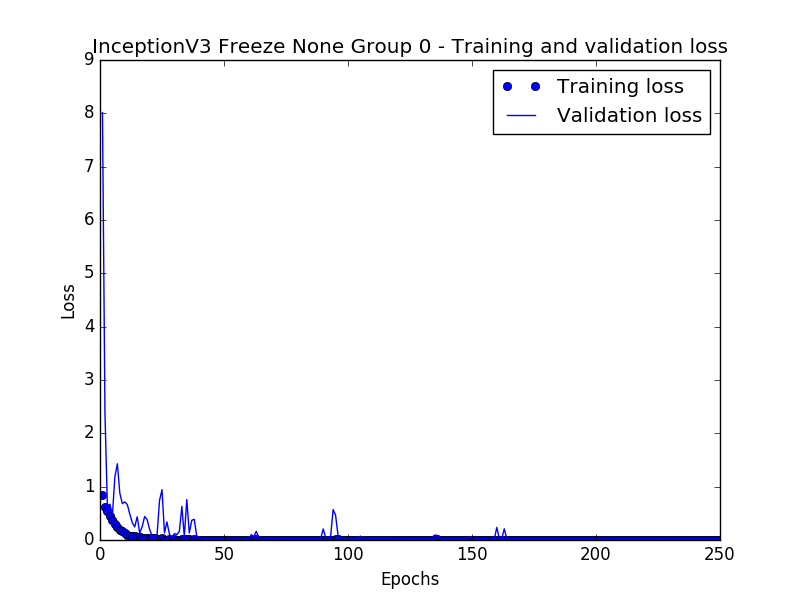 InceptionV3 Freeze None Group 0 - Training and validation loss
Training loss
Validation loss
9
8
7
6
5
4
3
2
1
0
Loss
0 50 100 150 200 250
Epochs